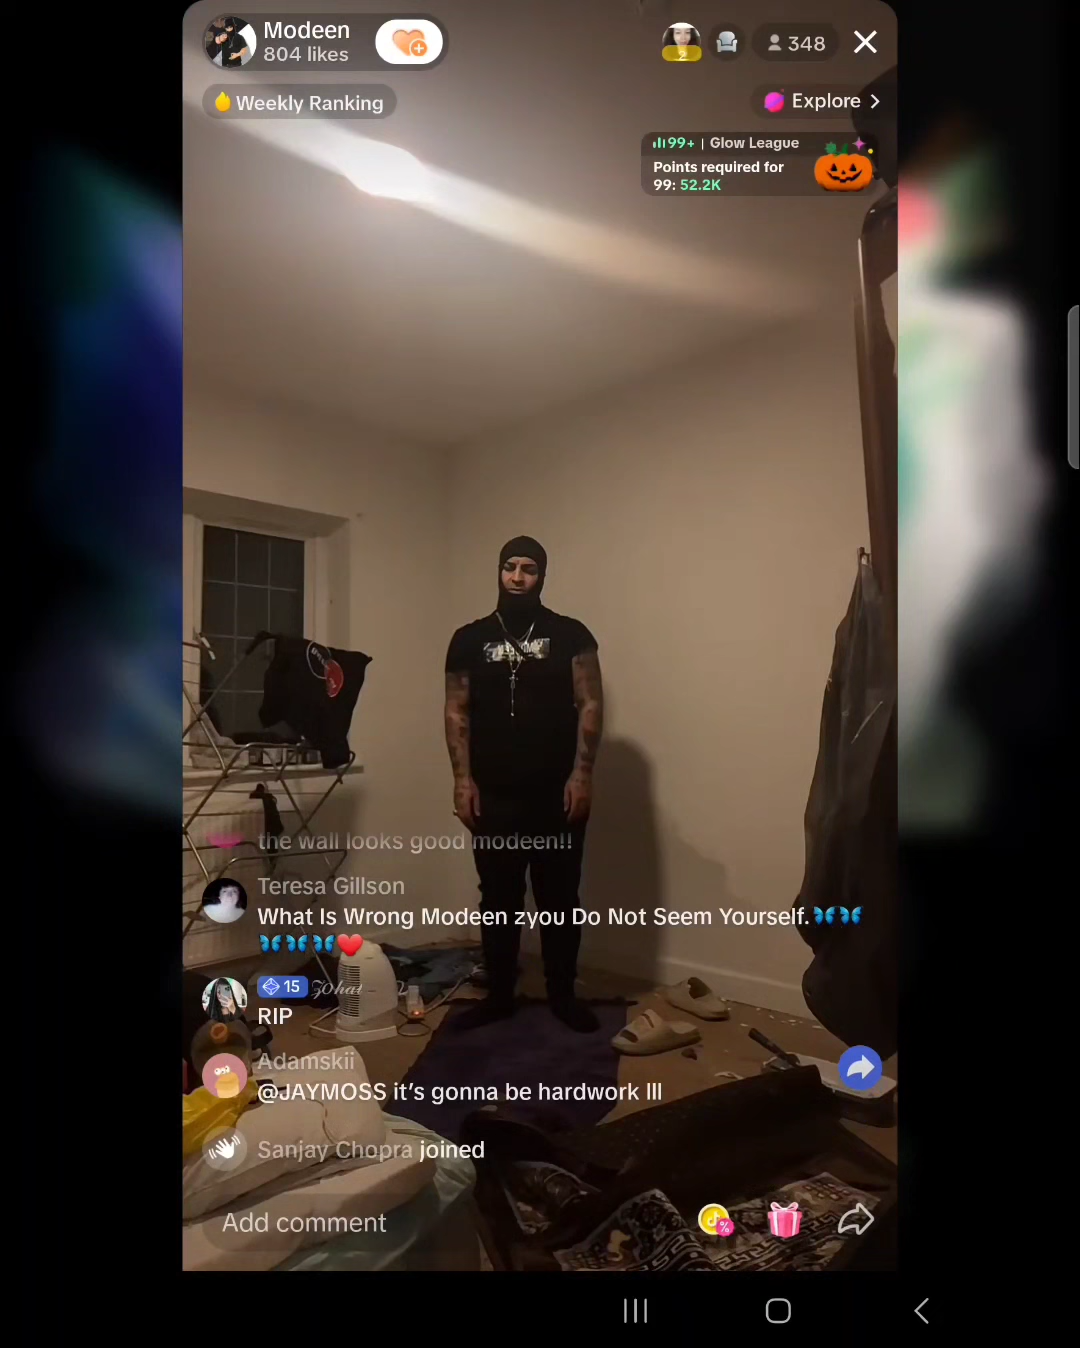 Modeen
804 likes
2
348
Weekly Ranking
Explore >
99+ | Glow League
Points required for
99: 52.2K
the wall looks good modeen!!
Teresa Gillson
What Is Wrong Modeen zyou Do Not Seem Yourself.🦋🦋
🦋🦋🦋🦋❤️
15
RIP
Adamskii
@JAYMOSS it's gonna be hardwork lll
Sanjay Chopra joined
Add comment